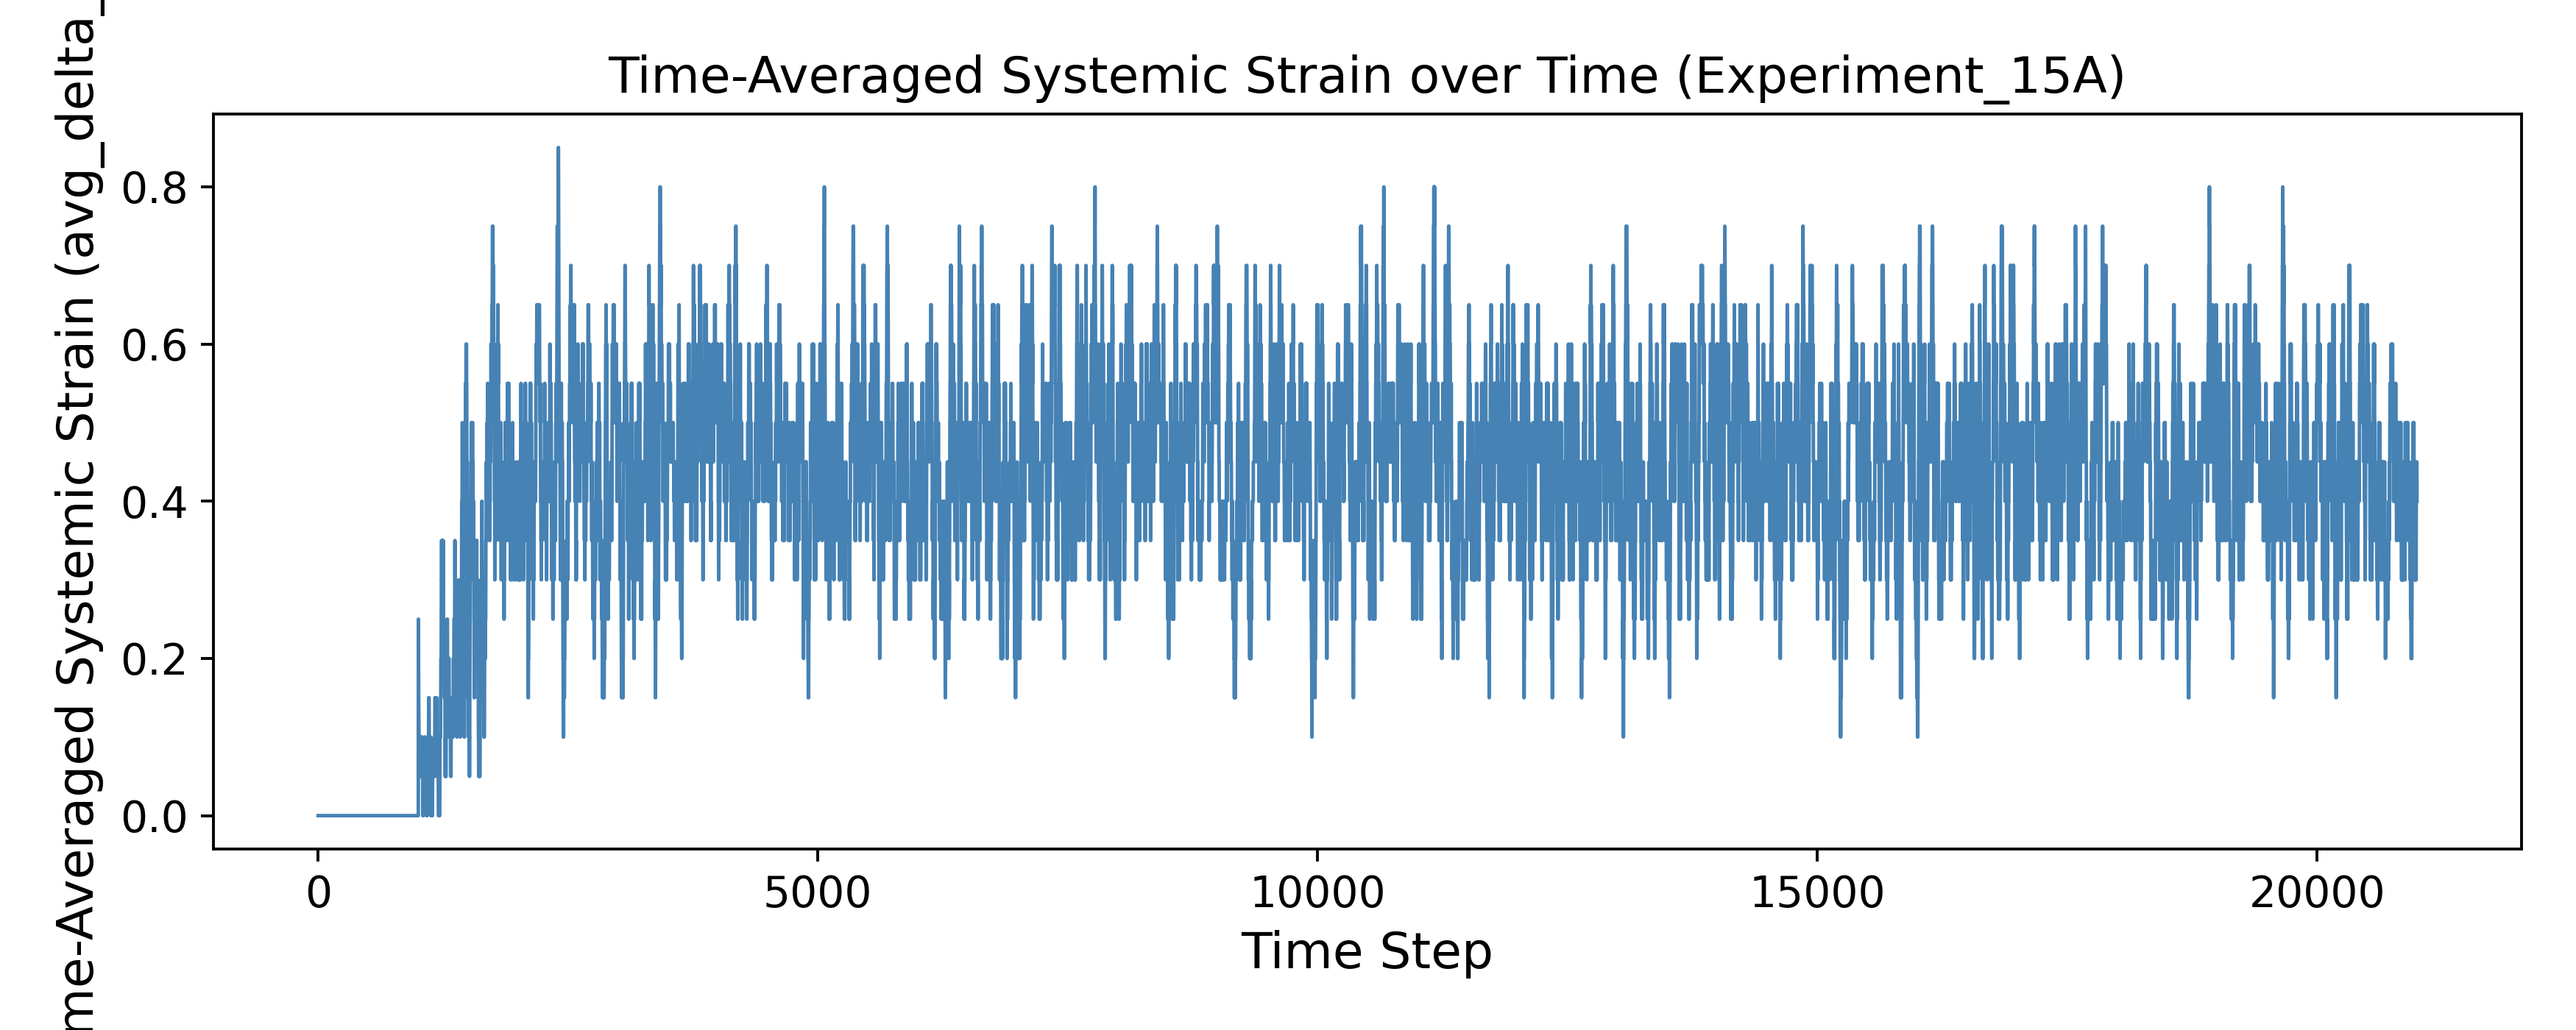 Time-Averaged Systemic Strain over Time (Experiment_15A)
me-Averaged Systemic Strain (avg_delta_
0.8
0.6
0.4
0.2
0.0
0 5000 10000 15000 20000
Time Step